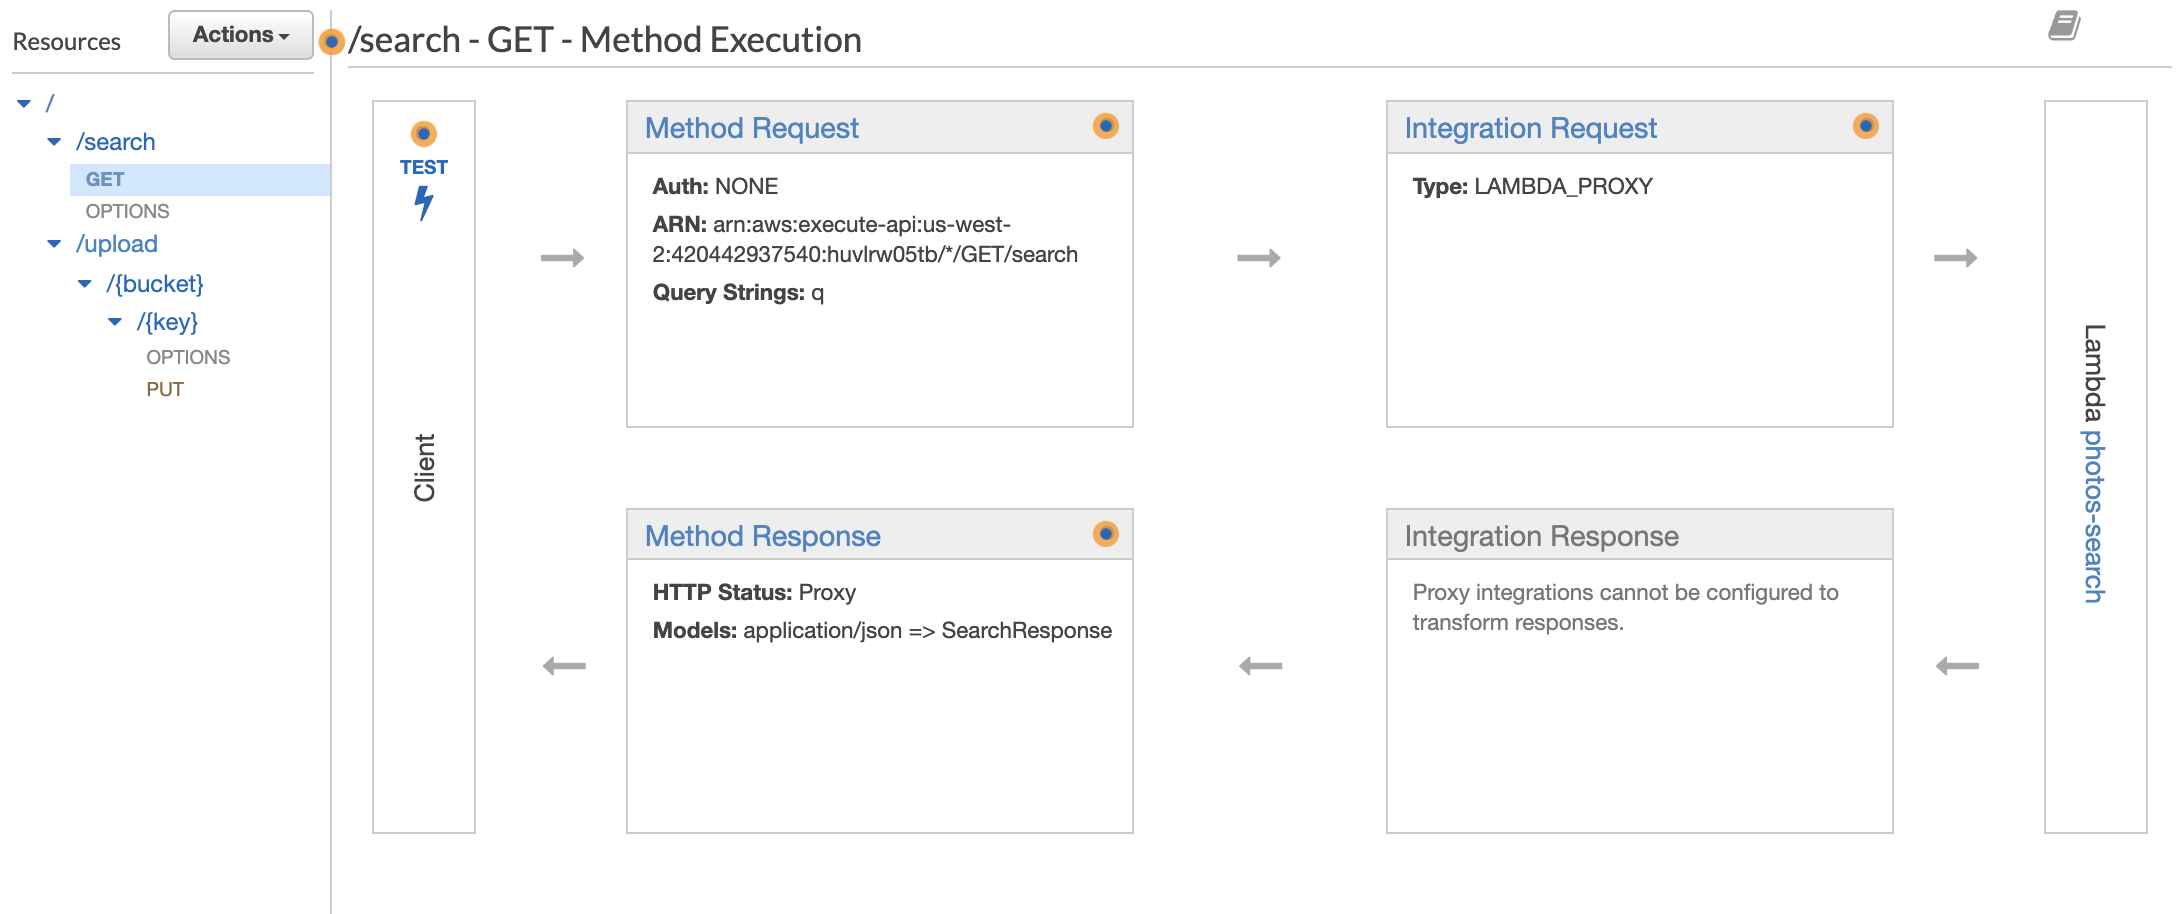 Resources
Actions
/
/search
GET
OPTIONS
/upload
/{bucket}
/{key}
OPTIONS
PUT
/search - GET - Method Execution
TEST
Client
Method Request
Auth: NONE
ARN: arn:aws:execute-api:us-west-
2:420442937540:huvlrw05tb/*/GET/search
Query Strings: q
Integration Request
Type: LAMBDA_PROXY
Lambda photos-search
Method Response
HTTP Status: Proxy
Models: application/json => SearchResponse
Integration Response
Proxy integrations cannot be configured to
transform responses.